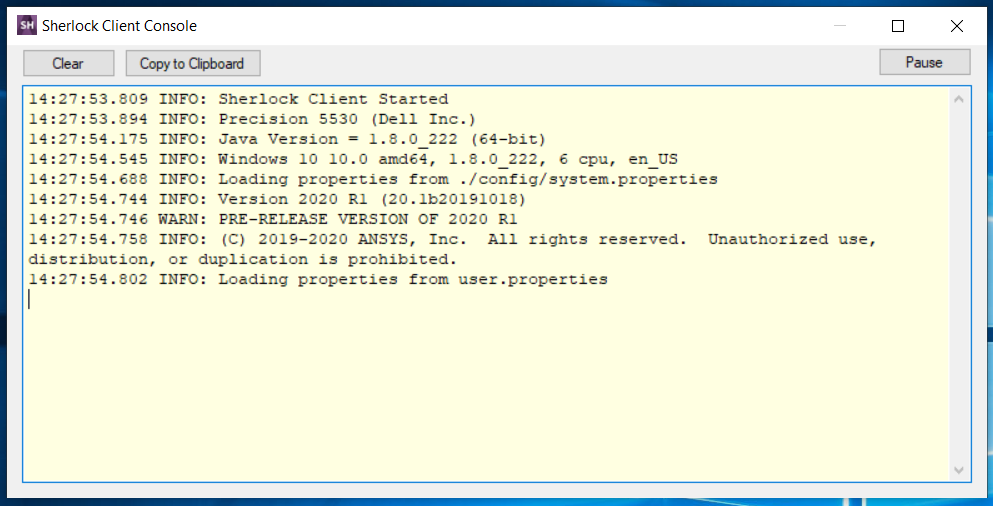 SH Sherlock Client Console
Clear Copy to Clipboard Pause
14:27:53.809 INFO: Sherlock Client Started
14:27:53.894 INFO: Precision 5530 (Dell Inc.)
14:27:54.175 INFO: Java Version = 1.8.0_222 (64-bit)
14:27:54.545 INFO: Windows 10 10.0 amd64, 1.8.0_222, 6 cpu, en_US
14:27:54.688 INFO: Loading properties from ./config/system.properties
14:27:54.744 INFO: Version 2020 R1 (20.1b20191018)
14:27:54.746 WARN: PRE-RELEASE VERSION OF 2020 R1
14:27:54.758 INFO: (C) 2019-2020 ANSYS, Inc.  All rights reserved.  Unauthorized use,
distribution, or duplication is prohibited.
14:27:54.802 INFO: Loading properties from user.properties